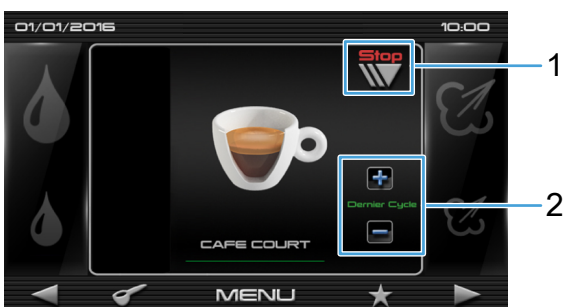 01/01/2016 10:00
Stop
1
Dernier Cycle
2
CAFE COURT
MENU